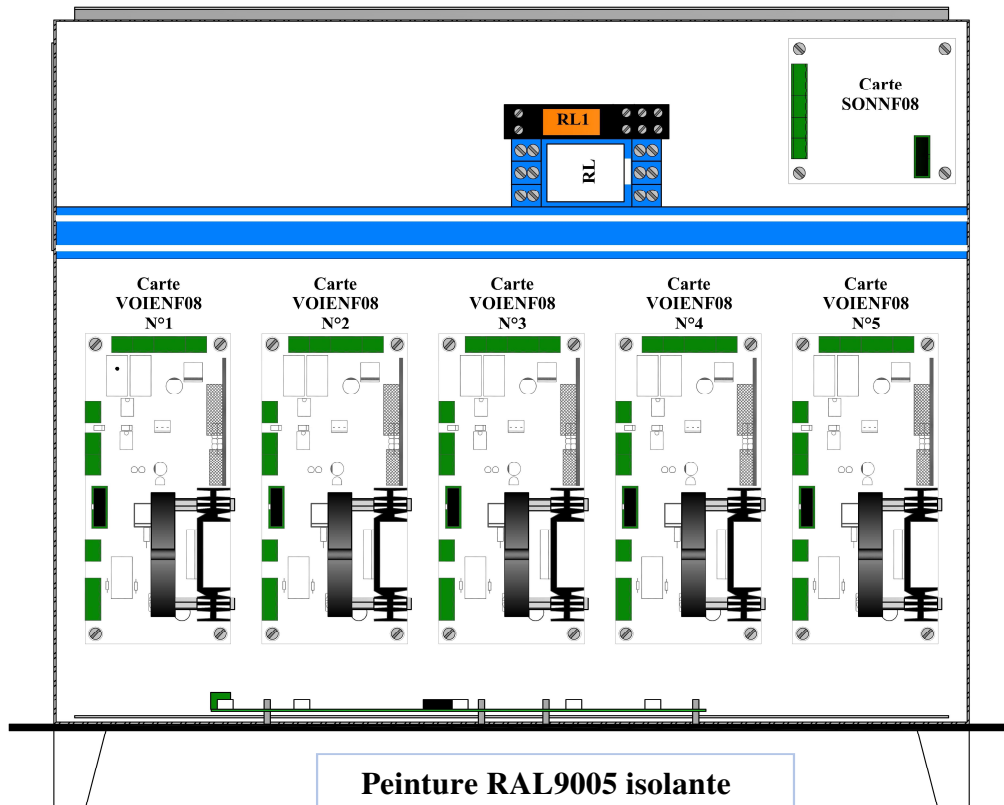 Carte
SONNF08
RL1
RL
Carte
VOIENF08
N°1
Carte
VOIENF08
N°2
Carte
VOIENF08
N°3
Carte
VOIENF08
N°4
Carte
VOIENF08
N°5
Peinture RAL9005 isolante